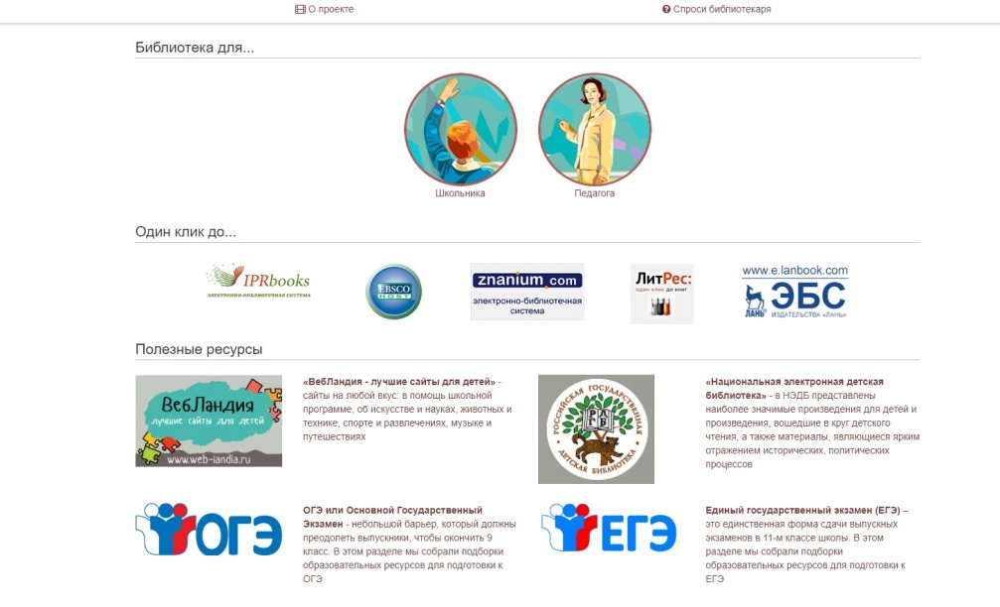 О проекте
Спроси библиотекаря
Библиотека для...
Школьника
Педагога
Один клик до...
IPRbooks
ЭЛЕКТРОННО-БИБЛИОТЕЧНАЯ СИСТЕМА
EBSCO
HOST
znanium.com
электронно-библиотечная
система
ЛитРес:
один клик до книг
www.e.lanbook.com
ЭБС
ЛАНЬ
ИЗДАТЕЛЬСТВА «ЛАНЬ»
Полезные ресурсы
ВебЛандия
лучшие сайты для детей
www.web-landia.ru
«ВебЛандия - лучшие сайты для детей» -
сайты на любой вкус: в помощь школьной
программе, об искусстве и науках, животных и
технике, спорте и развлечениях, музыке и
путешествиях
РОССИЙСКАЯ ГОСУДАРСТВЕННАЯ
РГДБ
ДЕТСКАЯ БИБЛИОТЕКА
«Национальная электронная детская
библиотека» - в НЭДБ представлены
наиболее значимые произведения для детей и
произведения, вошедшие в круг детского
чтения, а также материалы, являющиеся ярким
отражением исторических, политических
процессов
ОГЭ
ОГЭ или Основной Государственный
Экзамен - небольшой барьер, который должны
преодолеть выпускники, чтобы окончить 9
класс. В этом разделе мы собрали подборки
образовательных ресурсов для подготовки к
ОГЭ
ЕГЭ
Единый государственный экзамен (ЕГЭ) –
это единственная форма сдачи выпускных
экзаменов в 11-м классе школы. В этом
разделе мы собрали подборки
образовательных ресурсов для подготовки к
ЕГЭ